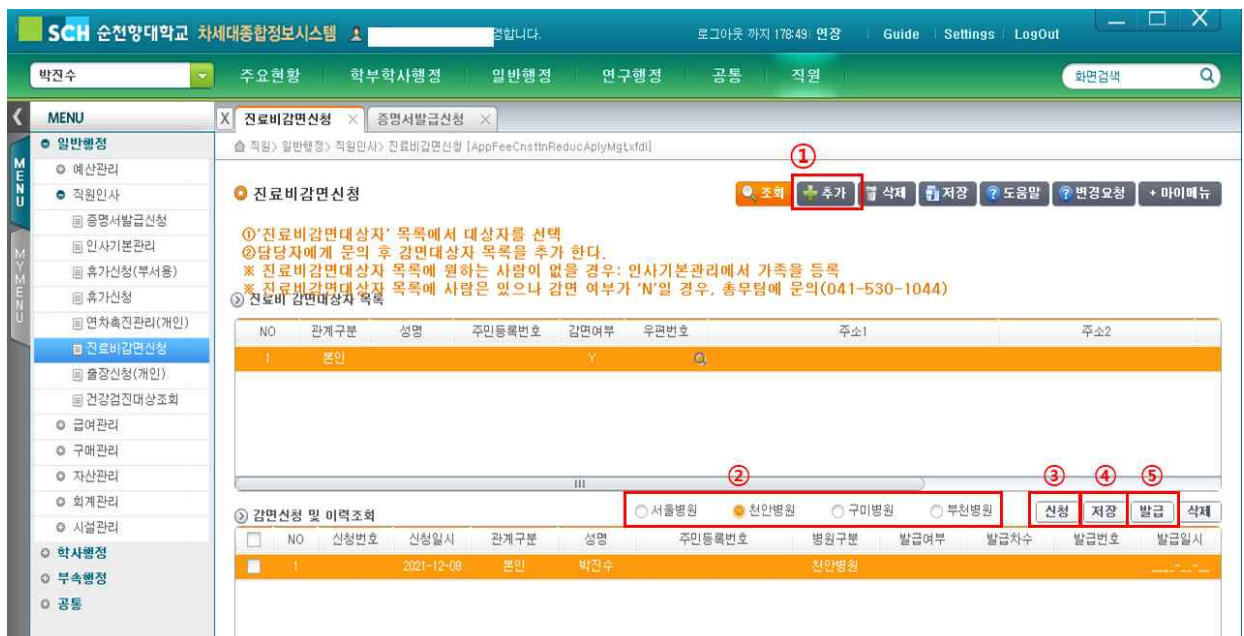 SCH 순천향대학교 차세대종합정보시스템 영합니다. 로그아웃 까지 178:49 연장 Guide Settings LogOut
박진수 주요현황 학부학사행정 일반행정 연구행정 공통 직원 화면검색
MENU X 진료비감면신청 × 증명서발급신청 ×
일반행정 직원> 일반행정> 직원인사> 진료비감면신청 [AppFeeCnsttnReducAplyMgt.xfdl]
MENU
MYMENU
예산관리
직원인사
증명서발급신청
인사기본관리
휴가신청(부서용)
휴가신청
연차촉진관리(개인)
진료비감면신청
출장신청(개인)
건강검진대상조회
급여관리
구매관리
자산관리
회계관리
시설관리
학사행정
부속행정
공통
①
진료비감면신청 조회 추가 삭제 저장 도움말 변경요청 + 마이메뉴
①'진료비감면대상자' 목록에서 대상자를 선택
②담당자에게 문의 후 감면대상자 목록을 추가 한다.
※ 진료비감면대상자 목록에 원하는 사람이 없을 경우: 인사기본관리에서 가족을 등록
※ 진료비감면대상자 목록에 사람은 있으나 감면 여부가 'N'일 경우, 총무팀에 문의(041-530-1044)
진료비 감면대상자 목록
NO 관계구분 성명 주민등록번호 감면여부 우편번호 주소1 주소2
1 본인 Y
② ③ ④ ⑤
감면신청 및 이력조회 서울병원 천안병원 구미병원 부천병원 신청 저장 발급 삭제
NO 신청번호 신청일시 관계구분 성명 주민등록번호 병원구분 발급여부 발급차수 발급번호 발급일시
1 2021-12-08 본인 박진수 천안병원 ____-__-__